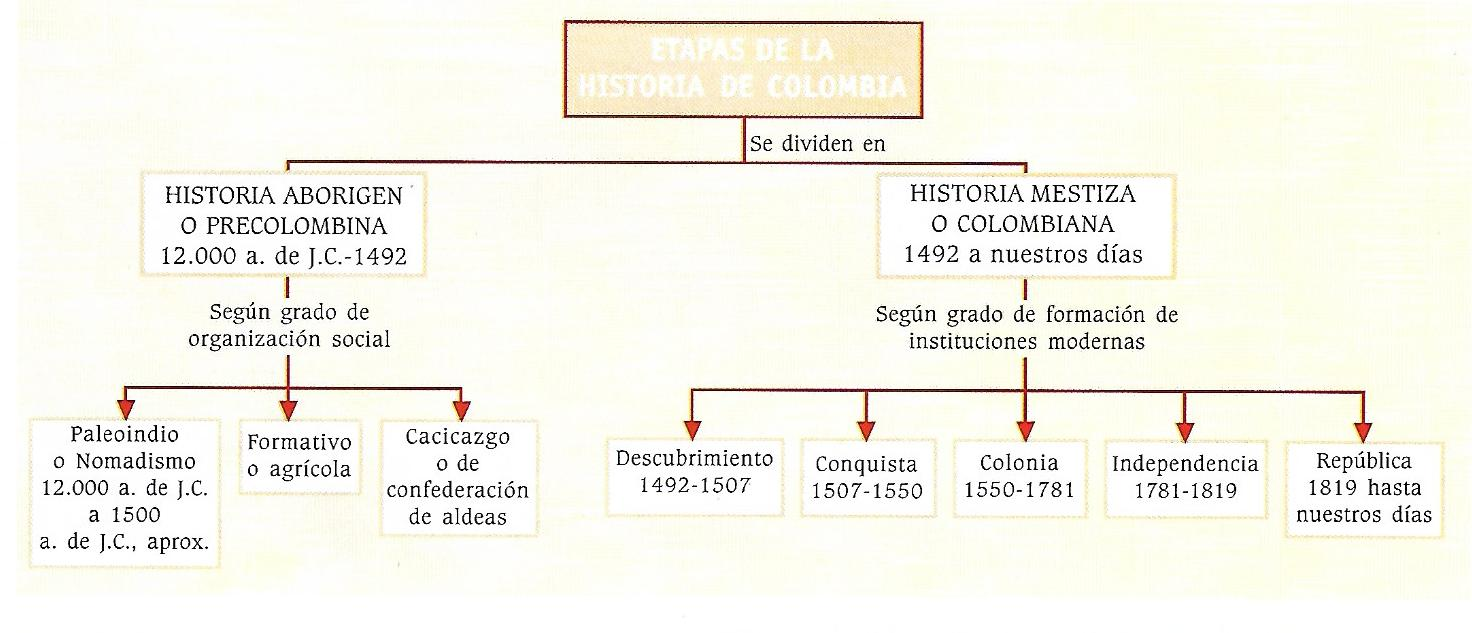 ETAPAS DE LA
HISTORIA DE COLOMBIA
Se dividen en
HISTORIA ABORIGEN
O PRECOLOMBINA
12.000 a. de J.C.-1492
Según grado de
organización social
Paleoindio
o Nomadismo
12.000 a. de J.C.
a 1500
a. de J.C., aprox.
Formativo
o agrícola
Cacicazgo
o de
confederación
de aldeas
HISTORIA MESTIZA
O COLOMBIANA
1492 a nuestros días
Según grado de formación de
instituciones modernas
Descubrimiento
1492-1507
Conquista
1507-1550
Colonia
1550-1781
Independencia
1781-1819
República
1819 hasta
nuestros días